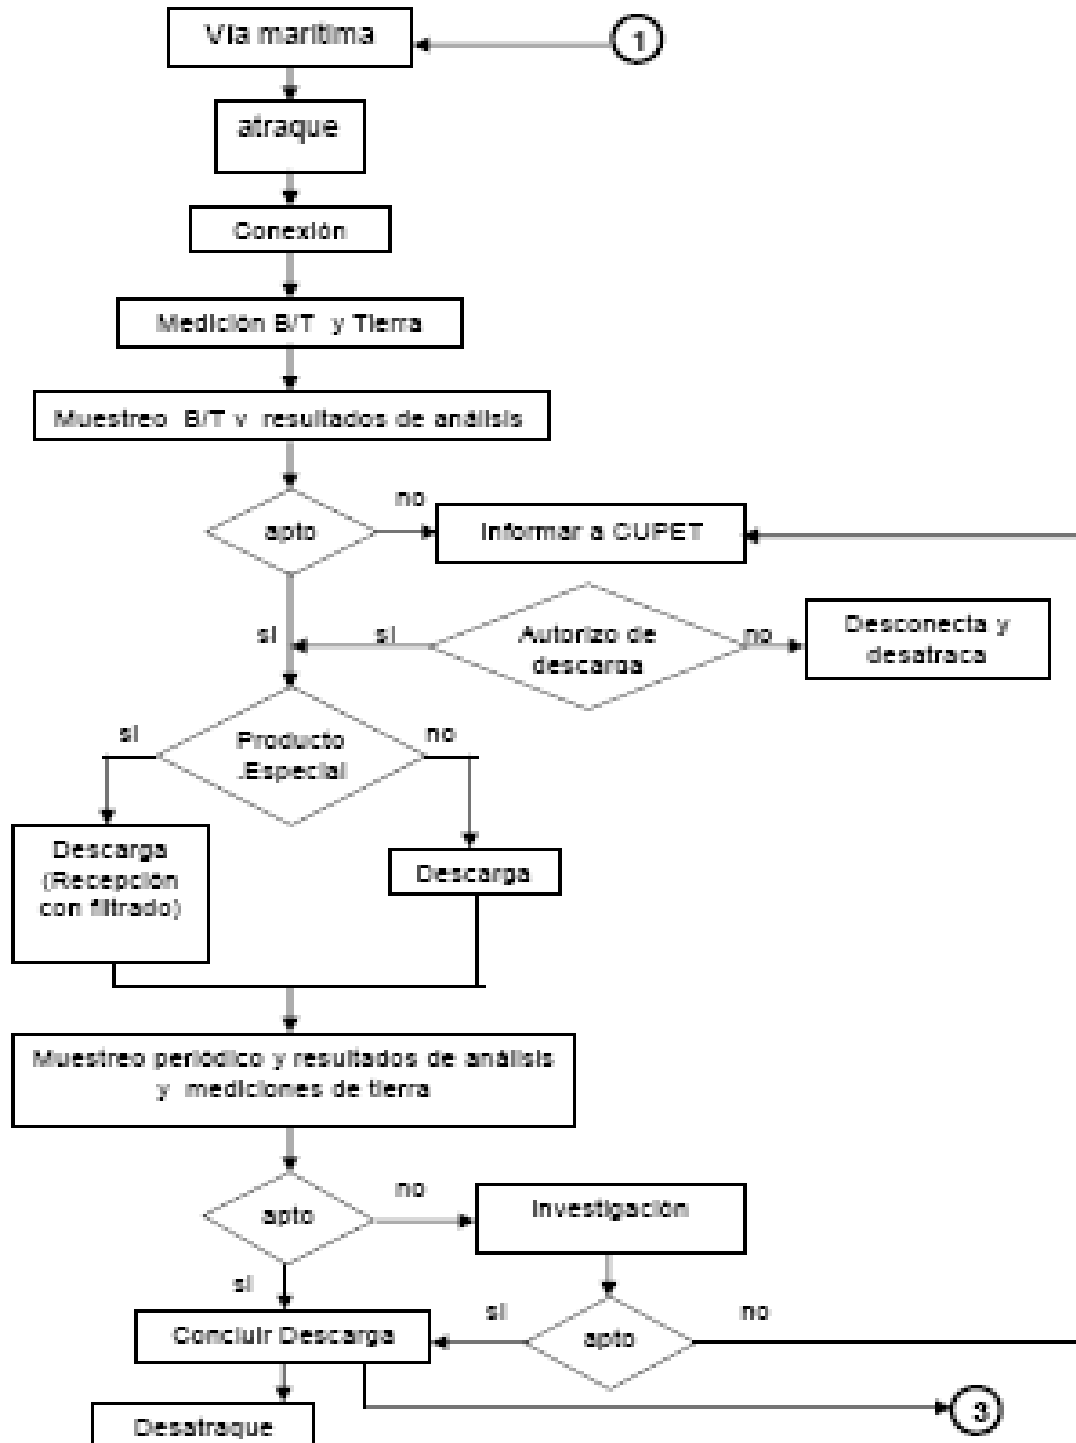 Vía marítima
1
atraque
Conexión
Medición B/T y Tierra
Muestreo B/T y resultados de análisis
no
apto
Informar a CUPET
si
si
Autorizo de
descarga
no
Desconecta y
desatraca
si
Producto
.Especial
no
Descarga
(Recepción
con filtrado)
Descarga
Muestreo periódico y resultados de análisis
y mediciones de tierra
no
apto
Investigación
si
Concluir Descarga
si
apto
no
3
Desatraque